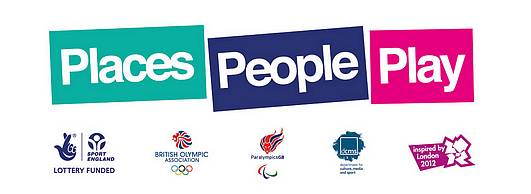 Places People Play
SPORT
ENGLAND
LOTTERY FUNDED
BRITISH OLYMPIC
ASSOCIATION
ParalympicsGB
dcms
department for
culture, media
and sport
inspired by
London
2012